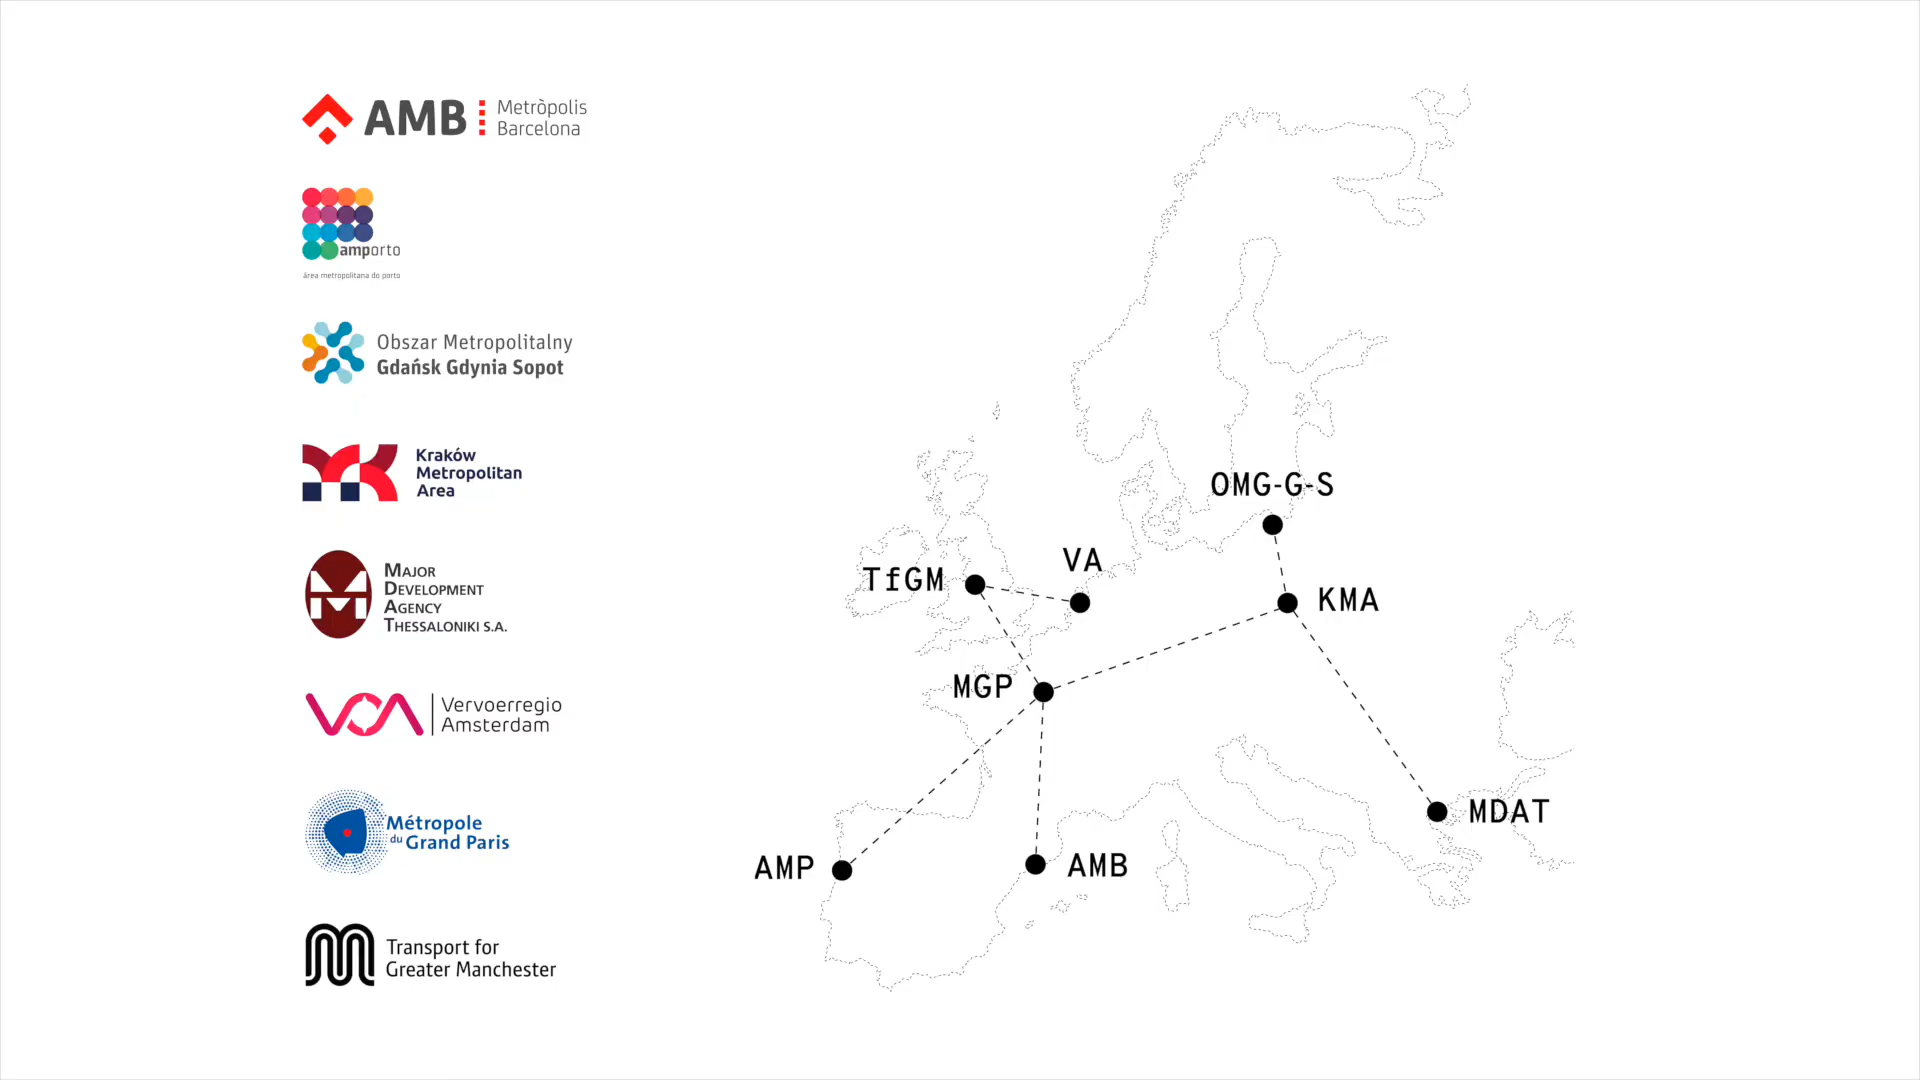 AMB
Metròpolis
Barcelona
amporto
área metropolitana do porto
Obszar Metropolitalny
Gdańsk Gdynia Sopot
Kraków
Metropolitan
Area
MAJOR
DEVELOPMENT
AGENCY
THESSALONIKI S.A.
Vervoerregio
Amsterdam
Métropole
du Grand Paris
Transport for
Greater Manchester
OMG-G-S
VA
TfGM
KMA
MGP
MDAT
AMP
AMB